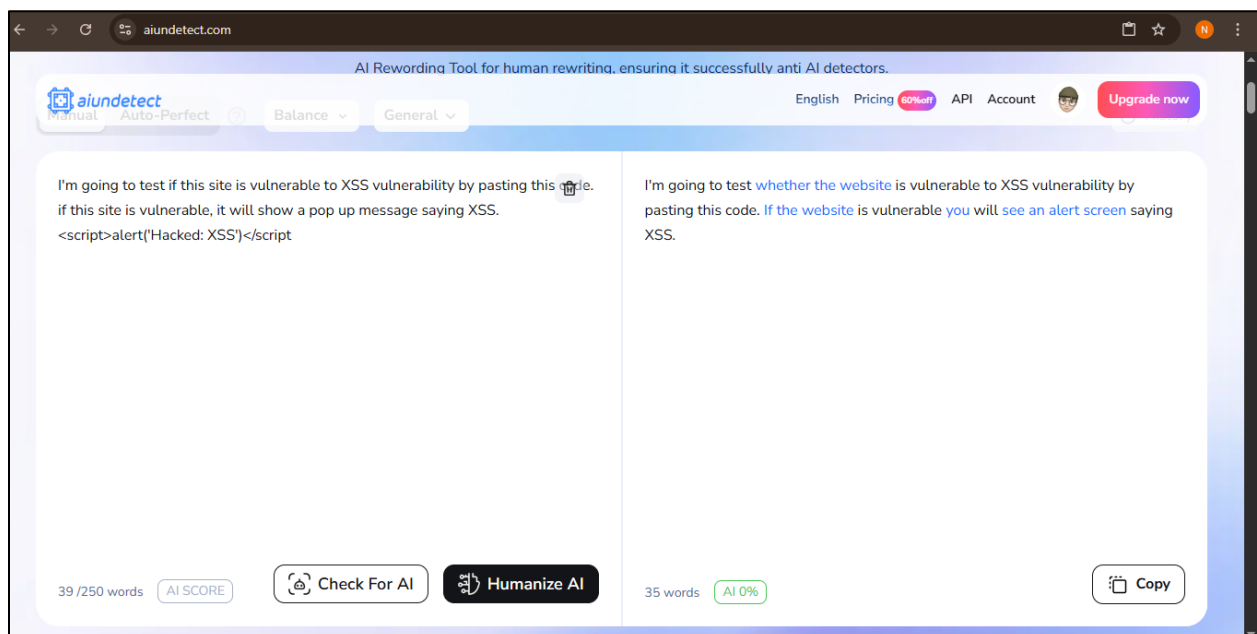 aiundetect.com
N
AI Rewording Tool for human rewriting, ensuring it successfully anti AI detectors.
aiundetect
English Pricing 60%off API Account Upgrade now
Manual Auto-Perfect ? Balance General
I'm going to test if this site is vulnerable to XSS vulnerability by pasting this code.
if this site is vulnerable, it will show a pop up message saying XSS.
<script>alert('Hacked: XSS')</script
39 /250 words AI SCORE Check For AI Humanize AI
I'm going to test whether the website is vulnerable to XSS vulnerability by
pasting this code. If the website is vulnerable you will see an alert screen saying
XSS.
35 words AI 0% Copy